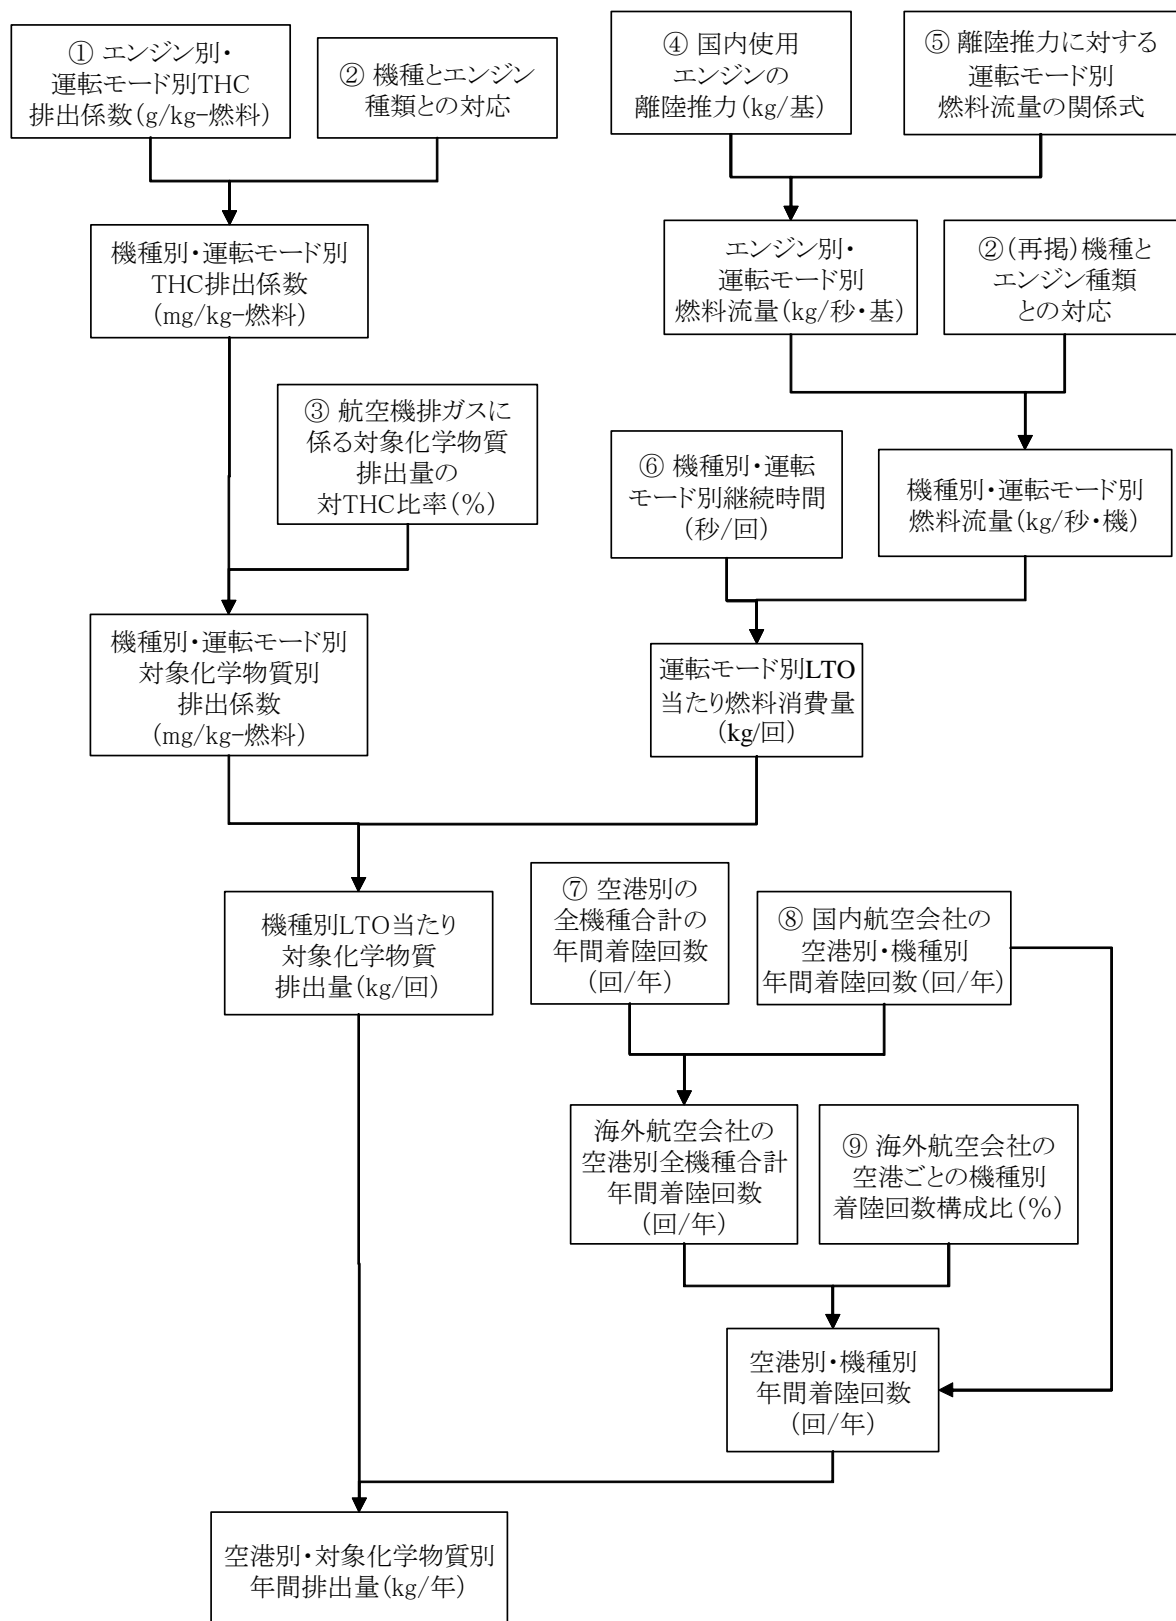 ① エンジン別・
運転モード別THC
排出係数(g/kg-燃料)
② 機種とエンジン
種類との対応
④ 国内使用
エンジンの
離陸推力(kg/基)
⑤ 離陸推力に対する
運転モード別
燃料流量の関係式
機種別・運転モード別
THC排出係数
(mg/kg-燃料)
エンジン別・
運転モード別
燃料流量(kg/秒・基)
②(再掲)機種と
エンジン種類
との対応
③ 航空機排ガスに
係る対象化学物質
排出量の
対THC比率(%)
⑥ 機種別・運転
モード別継続時間
(秒/回)
機種別・運転モード別
燃料流量(kg/秒・機)
機種別・運転モード別
対象化学物質別
排出係数
(mg/kg-燃料)
運転モード別LTO
当たり燃料消費量
(kg/回)
機種別LTO当たり
対象化学物質
排出量(kg/回)
⑦ 空港別の
全機種合計の
年間着陸回数
(回/年)
⑧ 国内航空会社の
空港別・機種別
年間着陸回数(回/年)
海外航空会社の
空港別全機種合計
年間着陸回数
(回/年)
⑨ 海外航空会社の
空港ごとの機種別
着陸回数構成比(%)
空港別・機種別
年間着陸回数
(回/年)
空港別・対象化学物質別
年間排出量(kg/年)